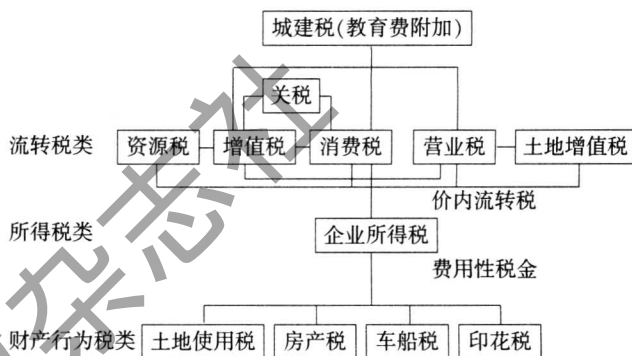 城建税(教育费附加)
关税
流转税类 资源税 增值税 消费税 营业税 土地增值税
价内流转税
所得税类 企业所得税
费用性税金
财产行为税类 土地使用税 房产税 车船税 印花税
杂志社